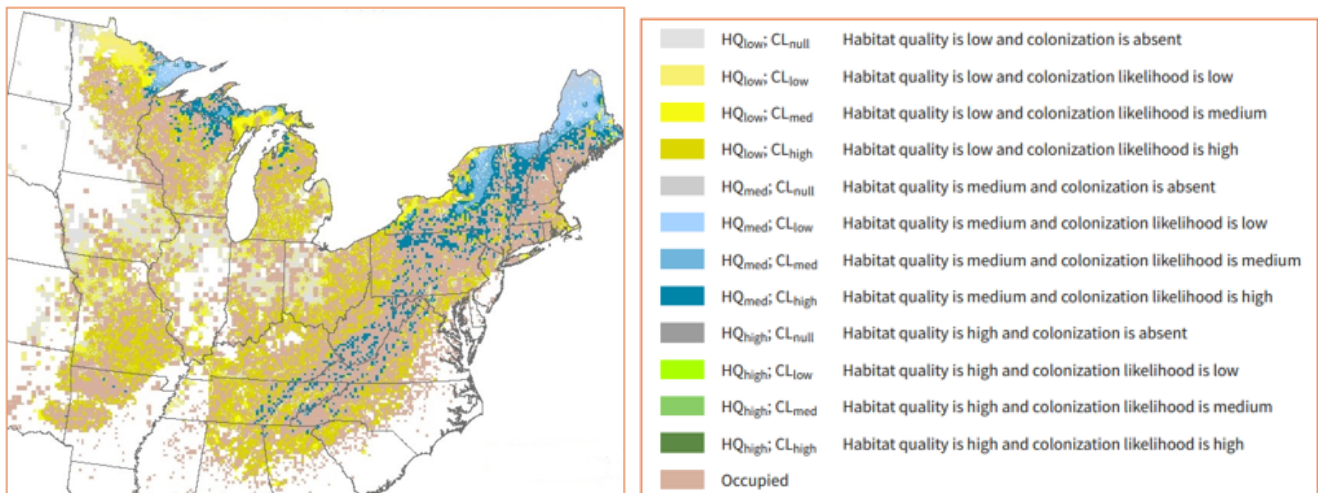 HQlow; CLnull Habitat quality is low and colonization is absent
HQlow; CLlow Habitat quality is low and colonization likelihood is low
HQlow; CLmed Habitat quality is low and colonization likelihood is medium
HQlow; CLhigh Habitat quality is low and colonization likelihood is high
HQmed; CLnull Habitat quality is medium and colonization is absent
HQmed; CLlow Habitat quality is medium and colonization likelihood is low
HQmed; CLmed Habitat quality is medium and colonization likelihood is medium
HQmed; CLhigh Habitat quality is medium and colonization likelihood is high
HQhigh; CLnull Habitat quality is high and colonization is absent
HQhigh; CLlow Habitat quality is high and colonization likelihood is low
HQhigh; CLmed Habitat quality is high and colonization likelihood is medium
HQhigh; CLhigh Habitat quality is high and colonization likelihood is high
Occupied